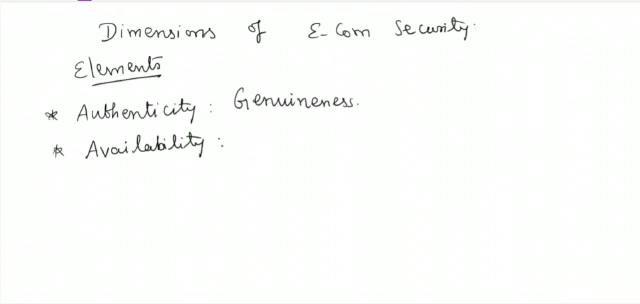 Dimensions of E-Com Security.
Elements
* Authenticity: Genuineness.
* Availability: